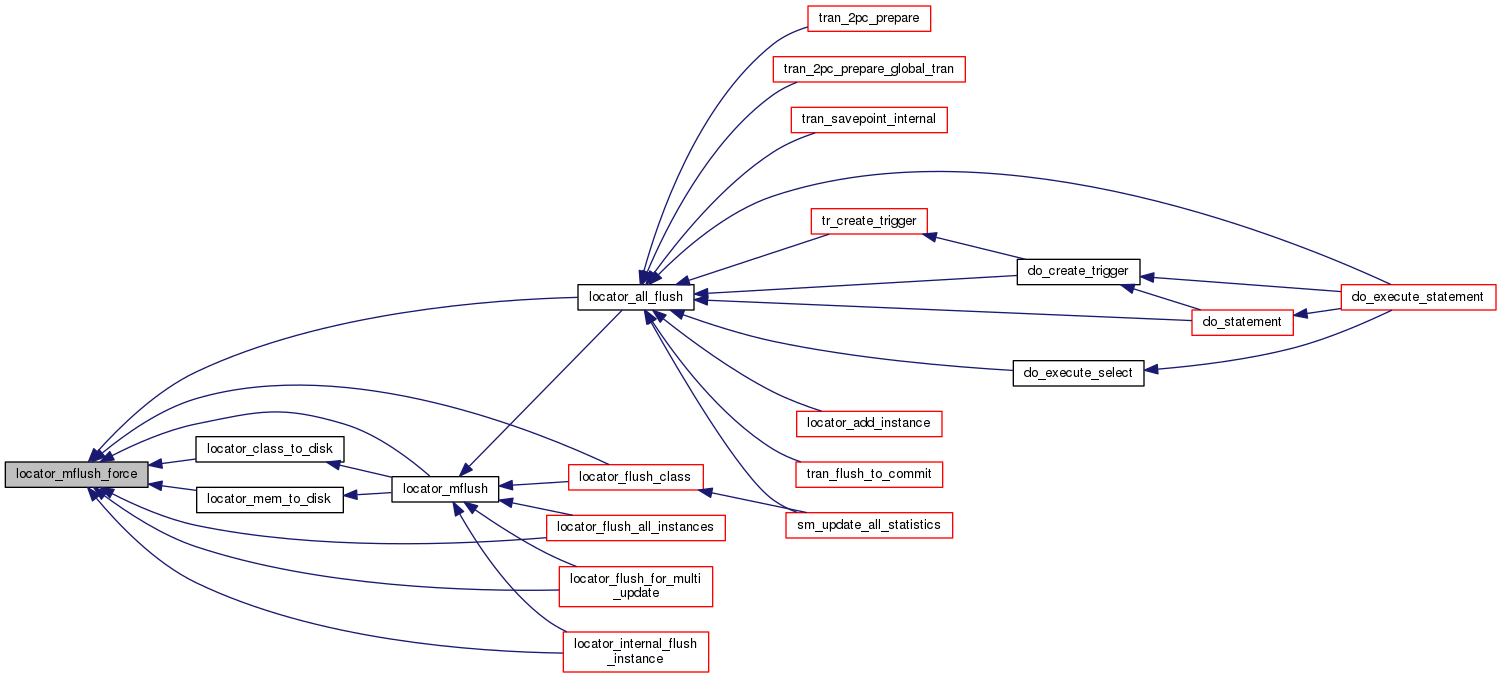 tran_2pc_prepare
tran_2pc_prepare_global_tran
tran_savepoint_internal
tr_create_trigger
do_create_trigger
locator_all_flush
do_execute_statement
do_statement
do_execute_select
locator_add_instance
locator_class_to_disk
locator_mflush_force
locator_flush_class
tran_flush_to_commit
locator_mflush
locator_mem_to_disk
sm_update_all_statistics
locator_flush_all_instances
locator_flush_for_multi
_update
locator_internal_flush
_instance